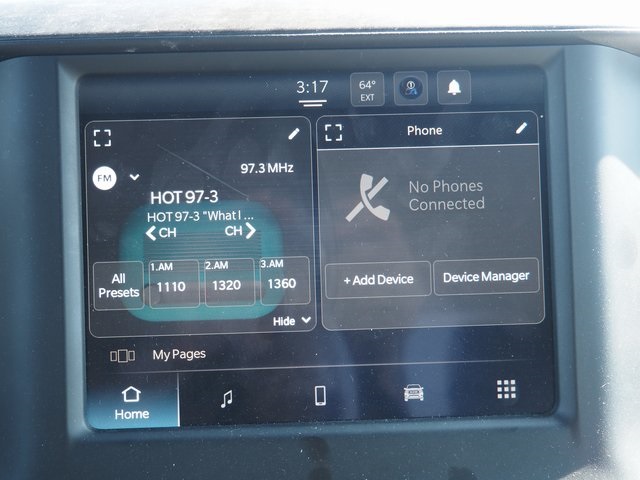 3:17
64°
EXT
FM
97.3 MHz
HOT 97-3
HOT 97-3 "What I ...
CH
CH
All
Presets
1.AM
1110
2.AM
1320
3.AM
1360
Hide
My Pages
Phone
No Phones
Connected
+ Add Device
Device Manager
Home